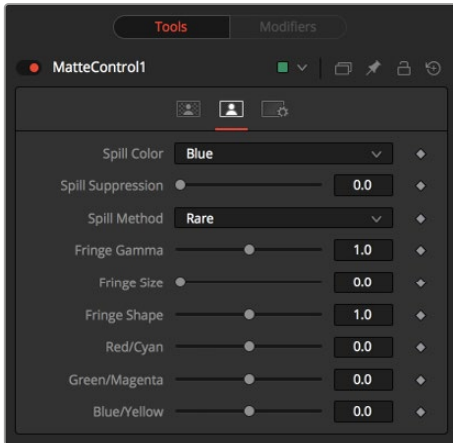 Tools Modifiers
MatteControl1
Spill Color Blue
Spill Suppression 0.0
Spill Method Rare
Fringe Gamma 1.0
Fringe Size 0.0
Fringe Shape 1.0
Red/Cyan 0.0
Green/Magenta 0.0
Blue/Yellow 0.0